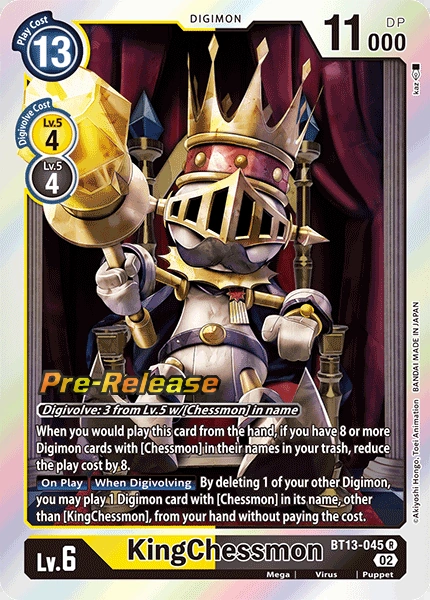 Play Cost
DIGIMON
DP
13
11000
kaz
Digivolve Cost
Lv.5
4
Lv.5
4
Pre-Release
Digivolve: 3 from Lv.5 w/[Chessmon] in name
When you would play this card from the hand, if you have 8 or more
Digimon cards with [Chessmon] in their names in your trash, reduce
the play cost by 8.
On Play When Digivolving By deleting 1 of your other Digimon,
you may play 1 Digimon card with [Chessmon] in its name, other
than [KingChessmon], from your hand without paying the cost.
©Akiyoshi Hongo, Toei Animation BANDAI MADE IN JAPAN
Lv.6
KingChessmon
BT13-045 R
02
Mega Virus Puppet